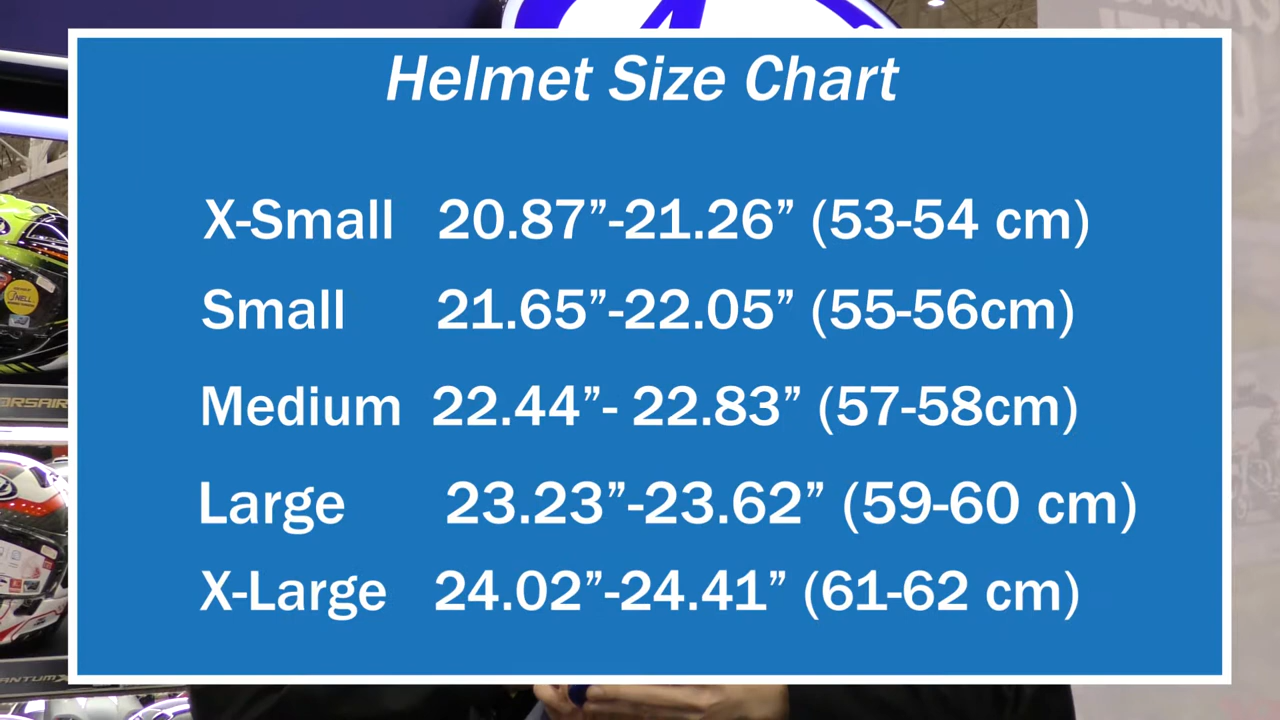 Helmet Size Chart
X-Small 20.87”-21.26” (53-54 cm)
Small 21.65”-22.05” (55-56cm)
Medium 22.44”- 22.83” (57-58cm)
Large 23.23”-23.62” (59-60 cm)
X-Large 24.02”-24.41” (61-62 cm)